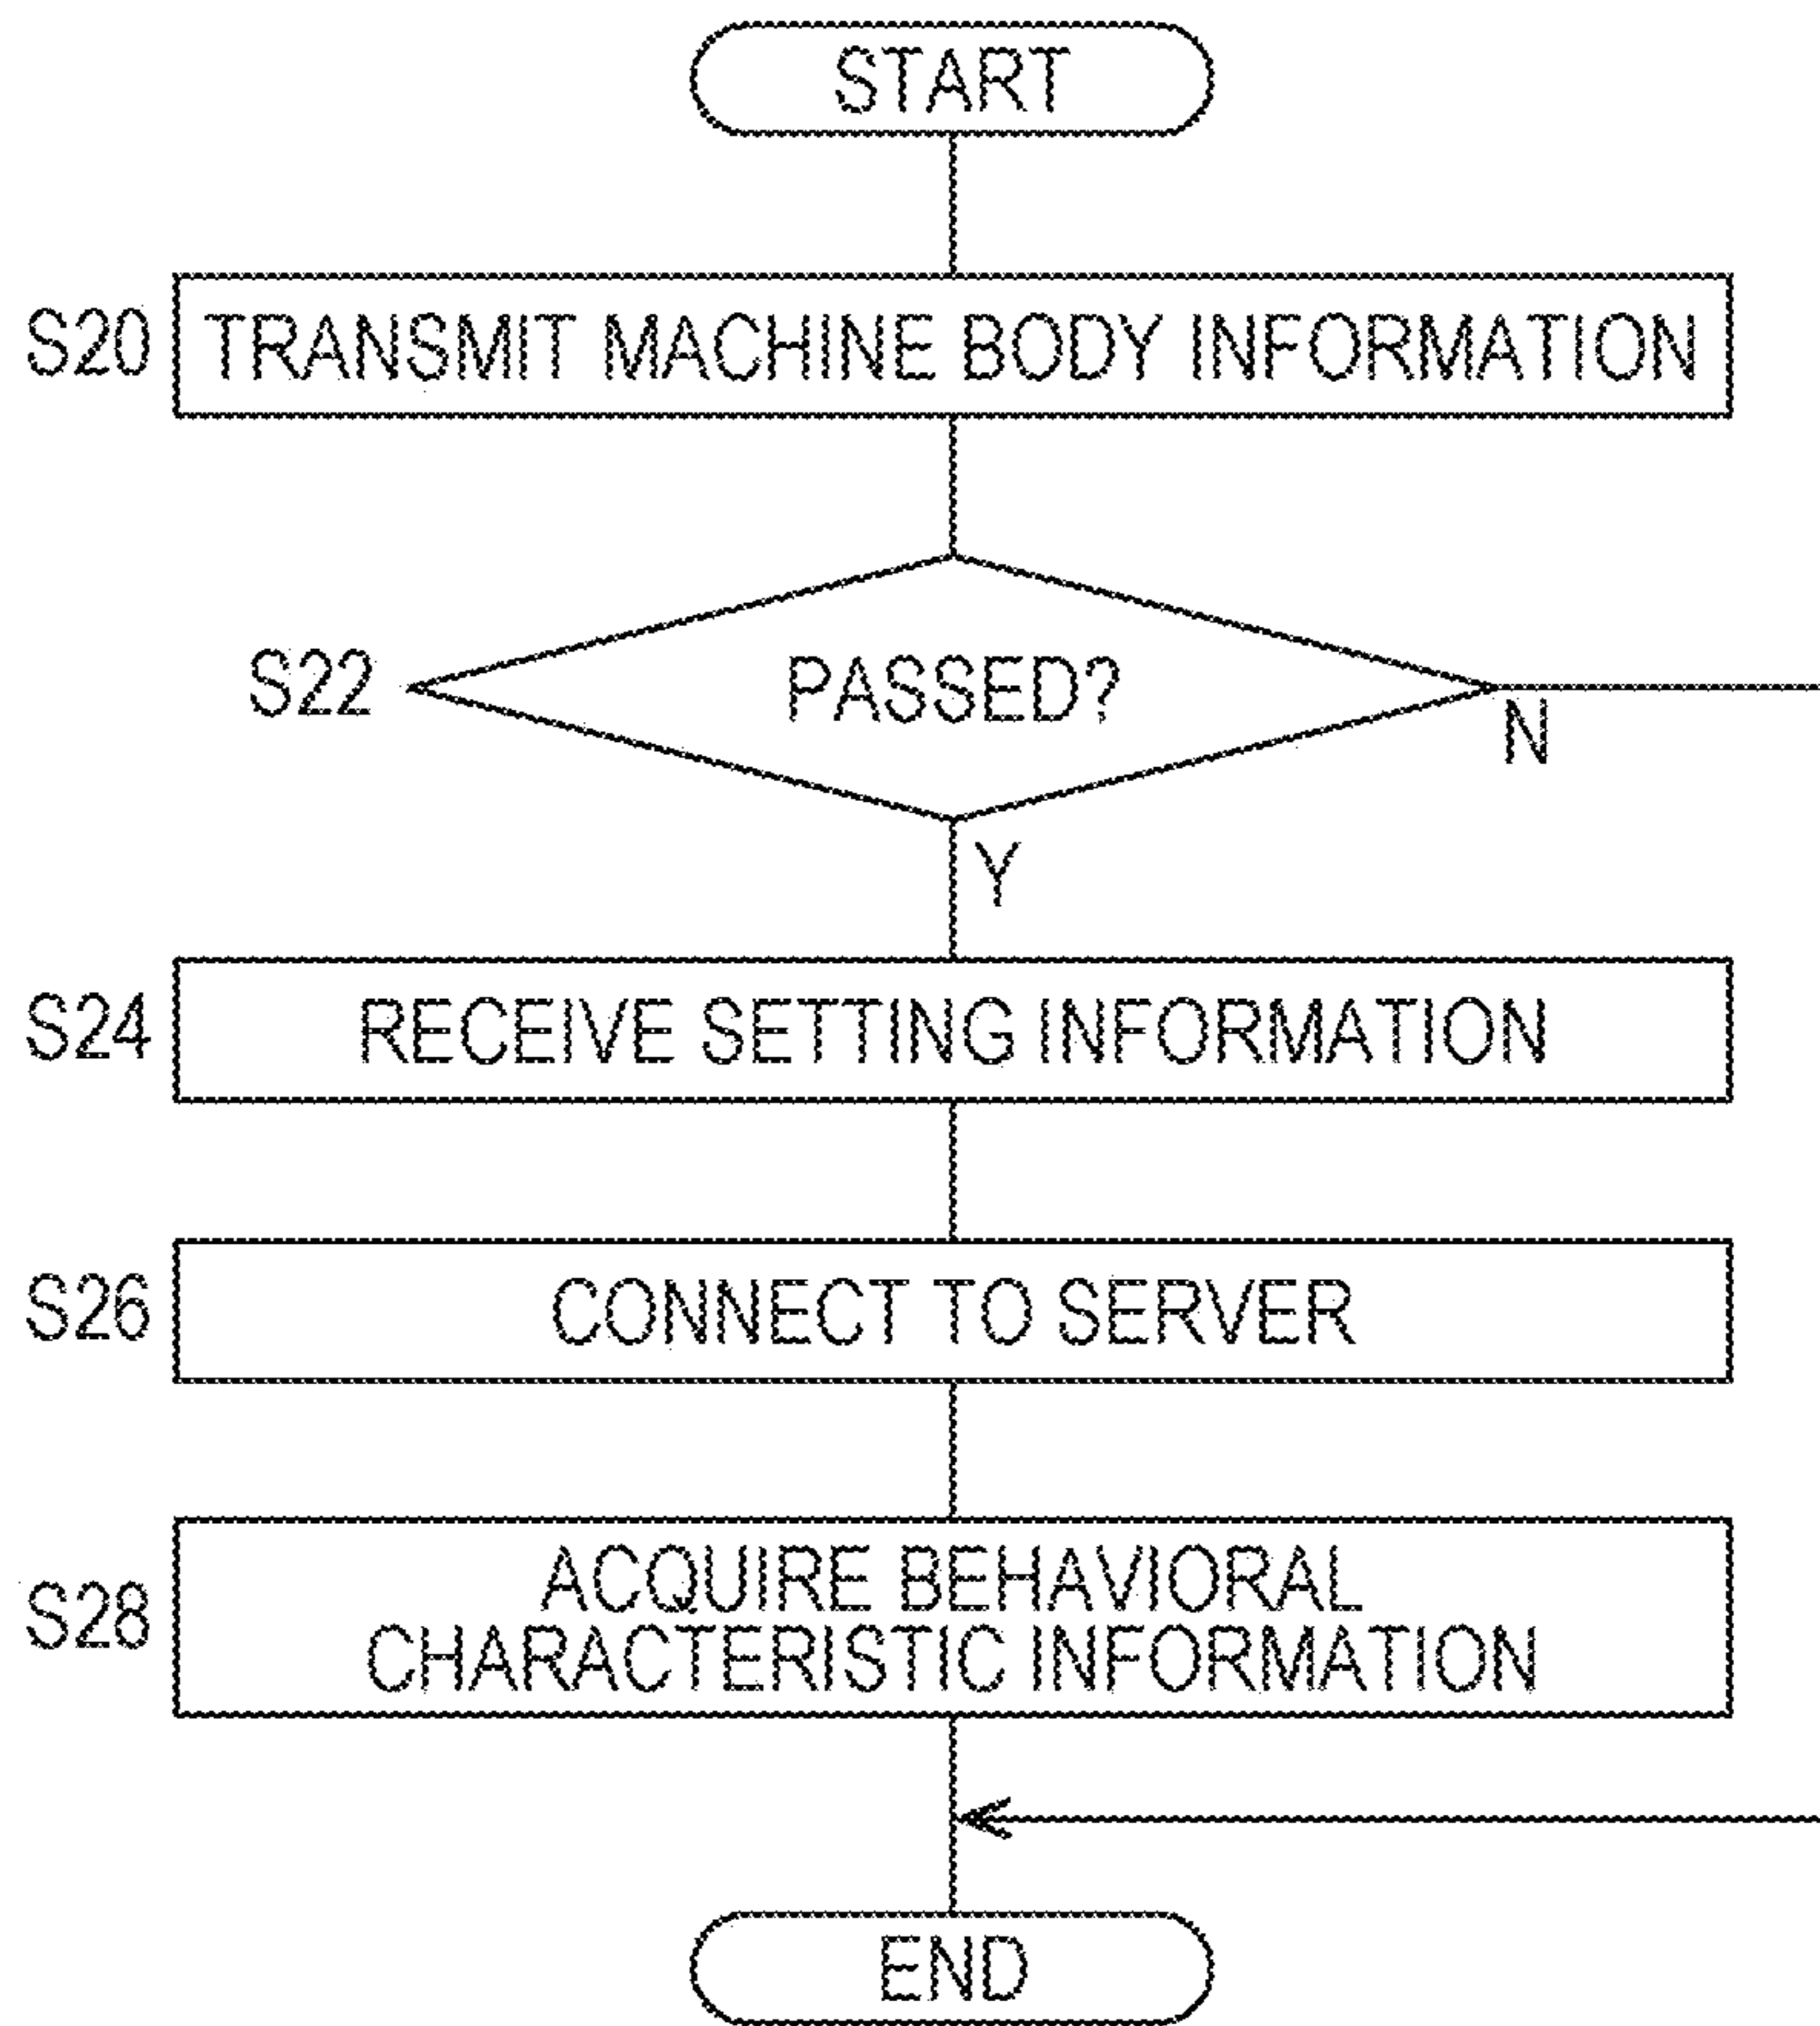 START
S20 TRANSMIT MACHINE BODY INFORMATION
S22 PASSED?
N
Y
S24 RECEIVE SETTING INFORMATION
S26 CONNECT TO SERVER
S28 ACQUIRE BEHAVIORAL
CHARACTERISTIC INFORMATION
END